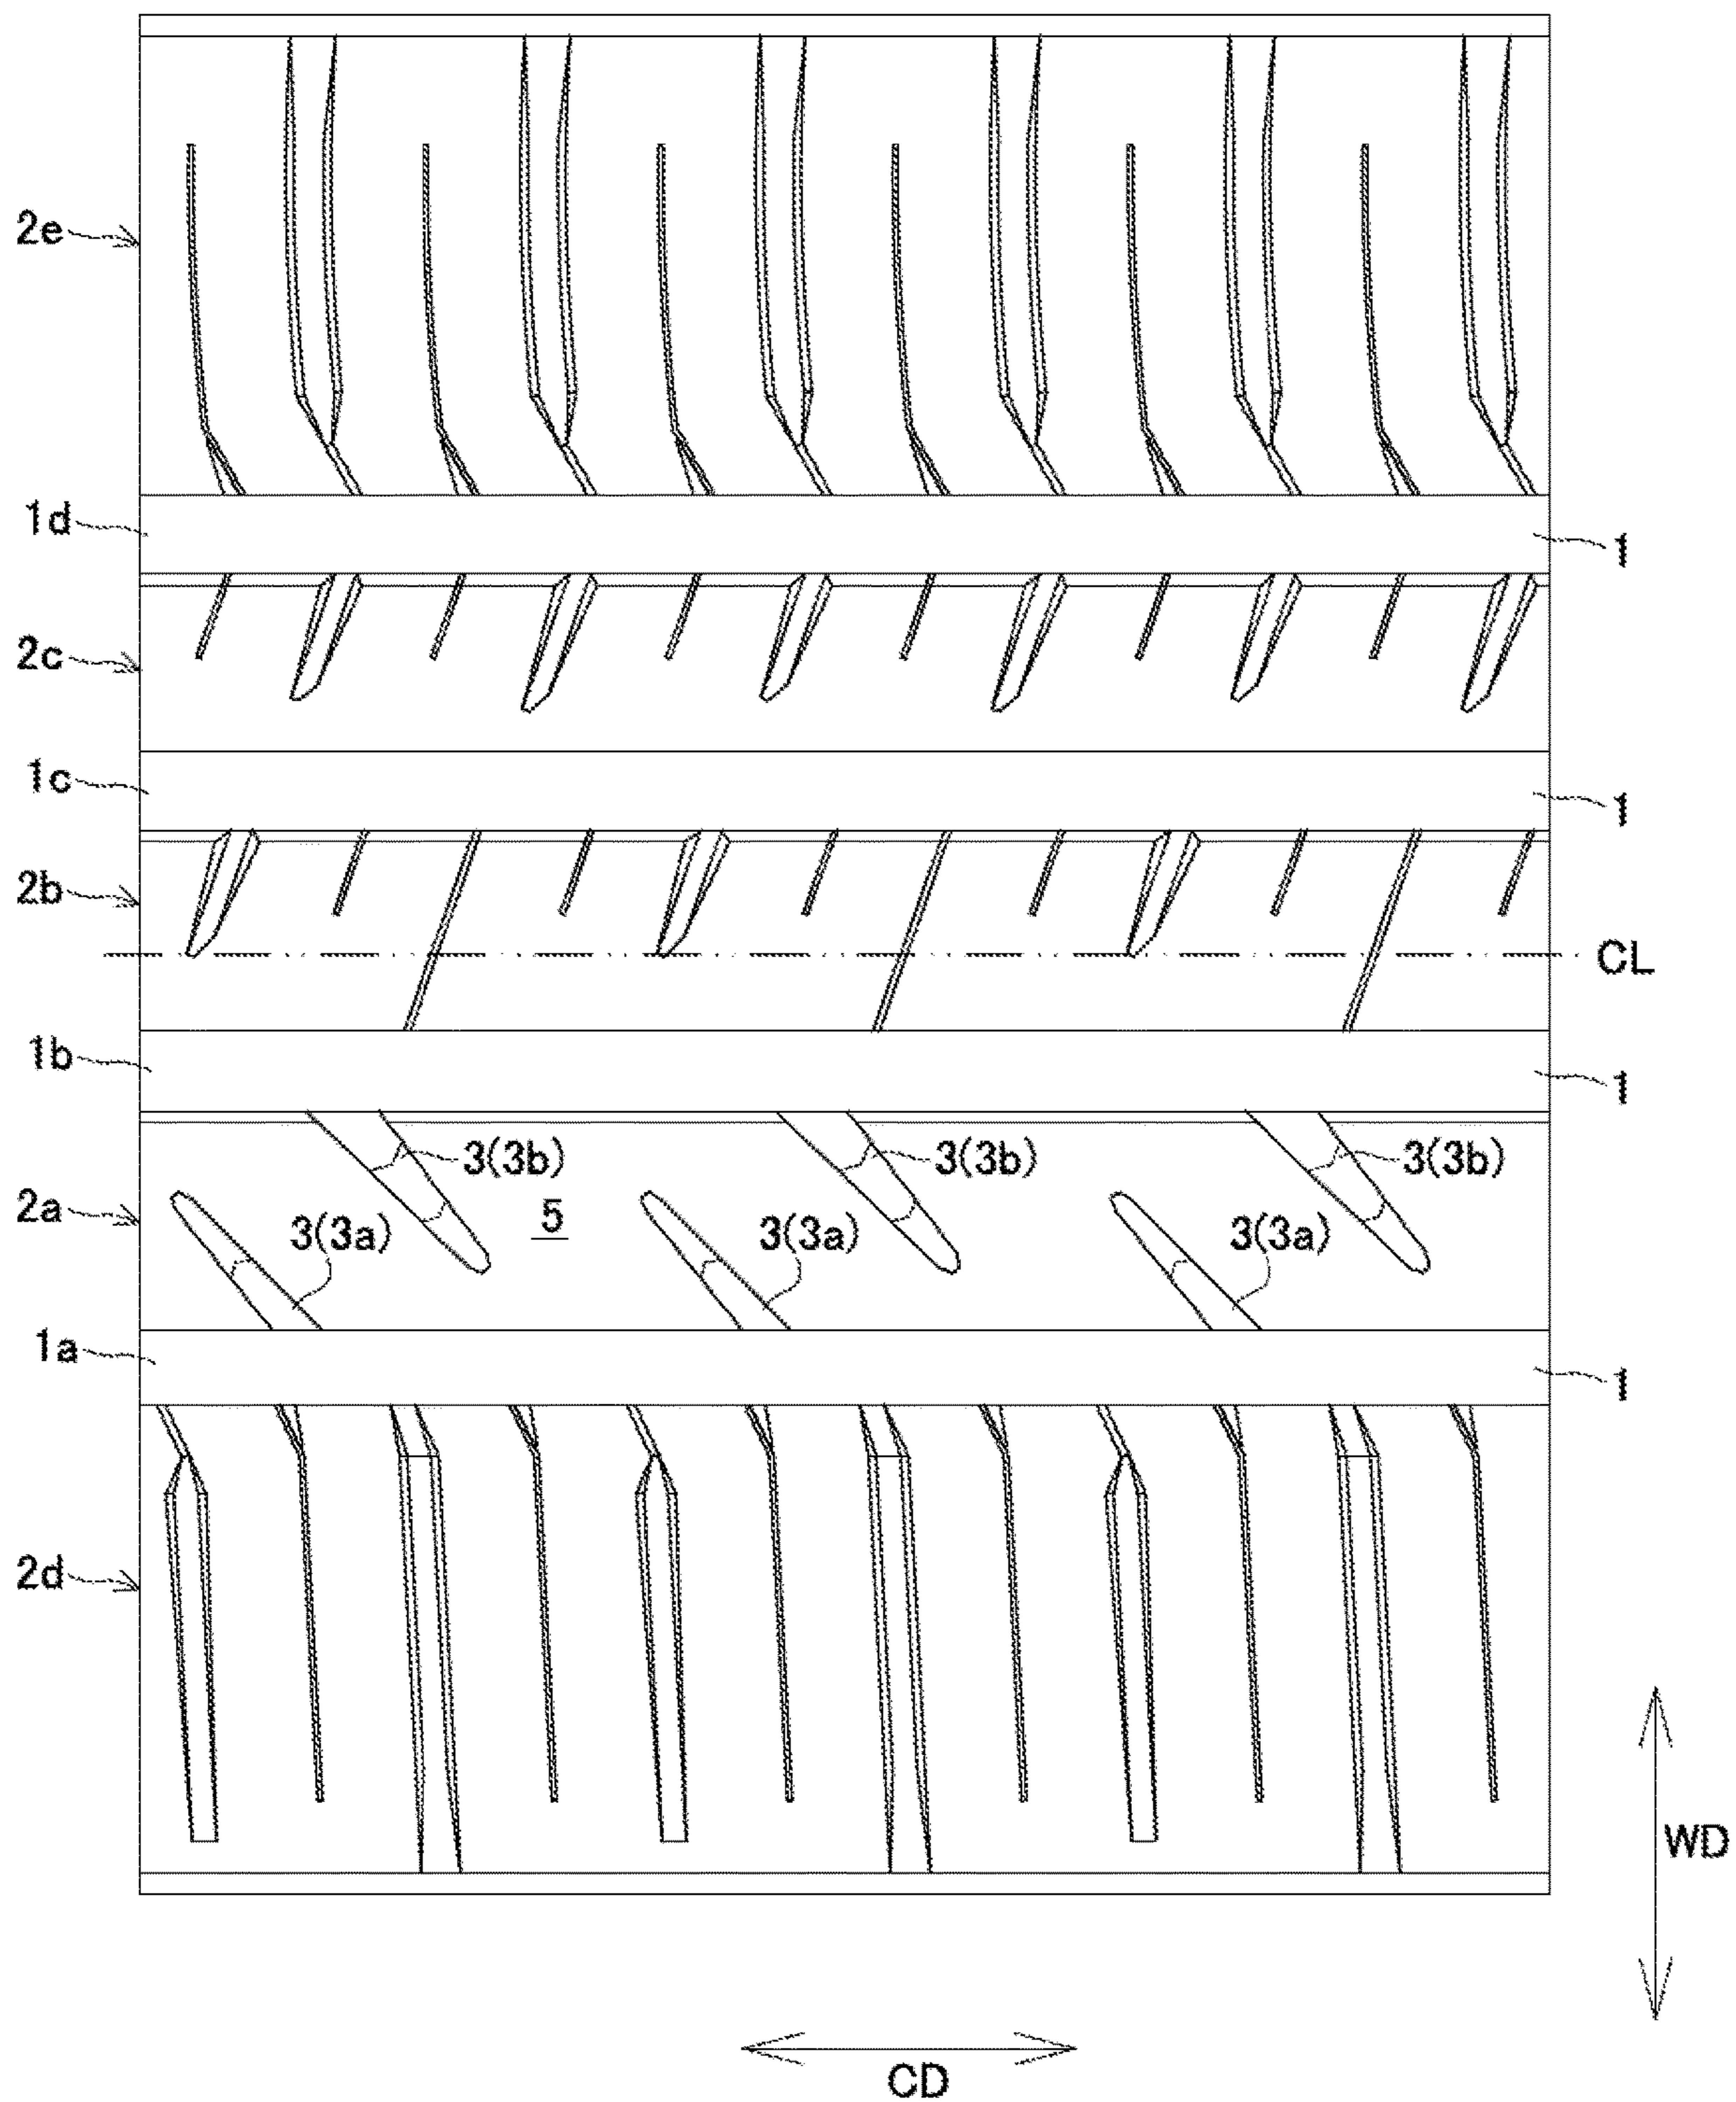 2e
1d
1
2c
1c
1
2b
CL
1b
1
3(3b) 3(3b) 3(3b)
2a
5
3(3a) 3(3a) 3(3a)
1a
1
2d
WD
CD